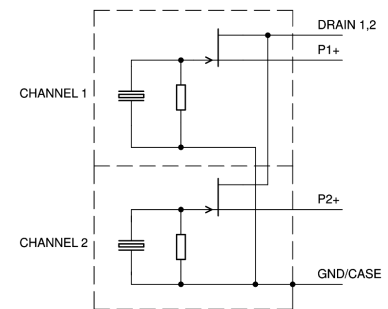 DRAIN 1,2
P1+
CHANNEL 1
P2+
CHANNEL 2
GND/CASE